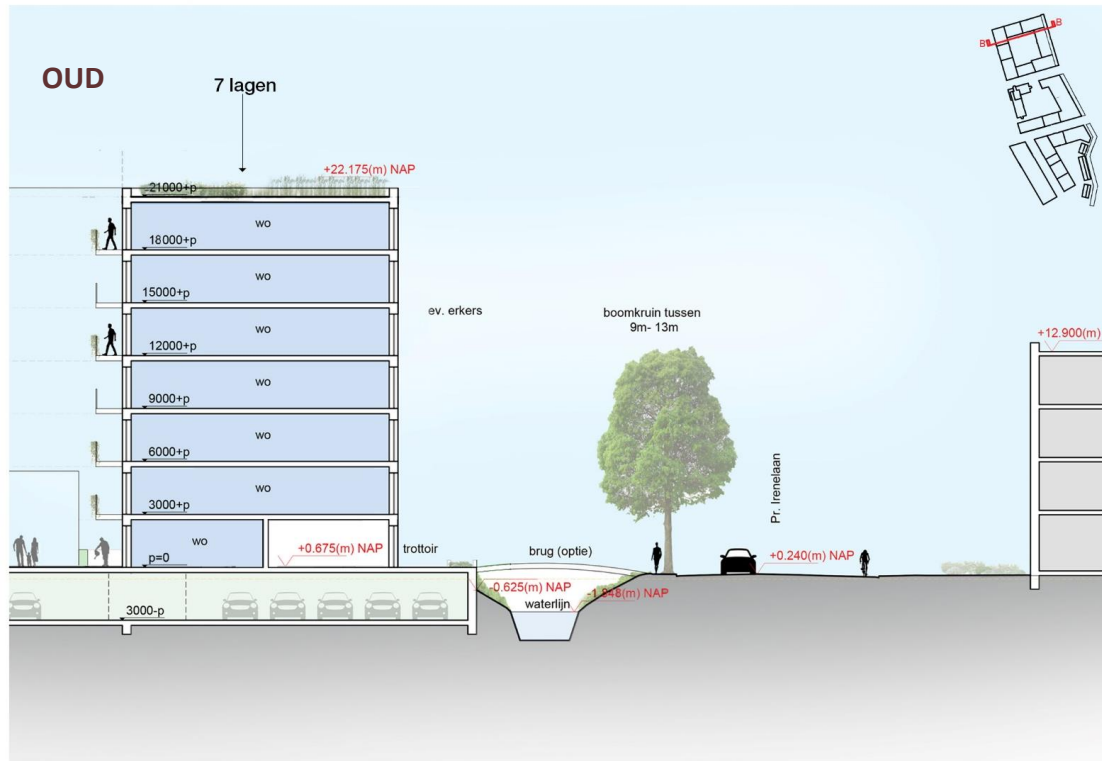 OUD
7 lagen
B
B
+22.175(m) NAP
21000+p
wo
18000+p
wo
15000+p
wo
12000+p
wo
9000+p
wo
6000+p
wo
3000+p
wo
p=0
+0.675(m) NAP
3000-p
ev. erkers
trottoir
boomkruin tussen
9m- 13m
brug (optie)
-0.625(m) NAP
-1.848(m) NAP
waterlijn
Pr. Irenelaan
+0.240(m) NAP
+12.900(m)